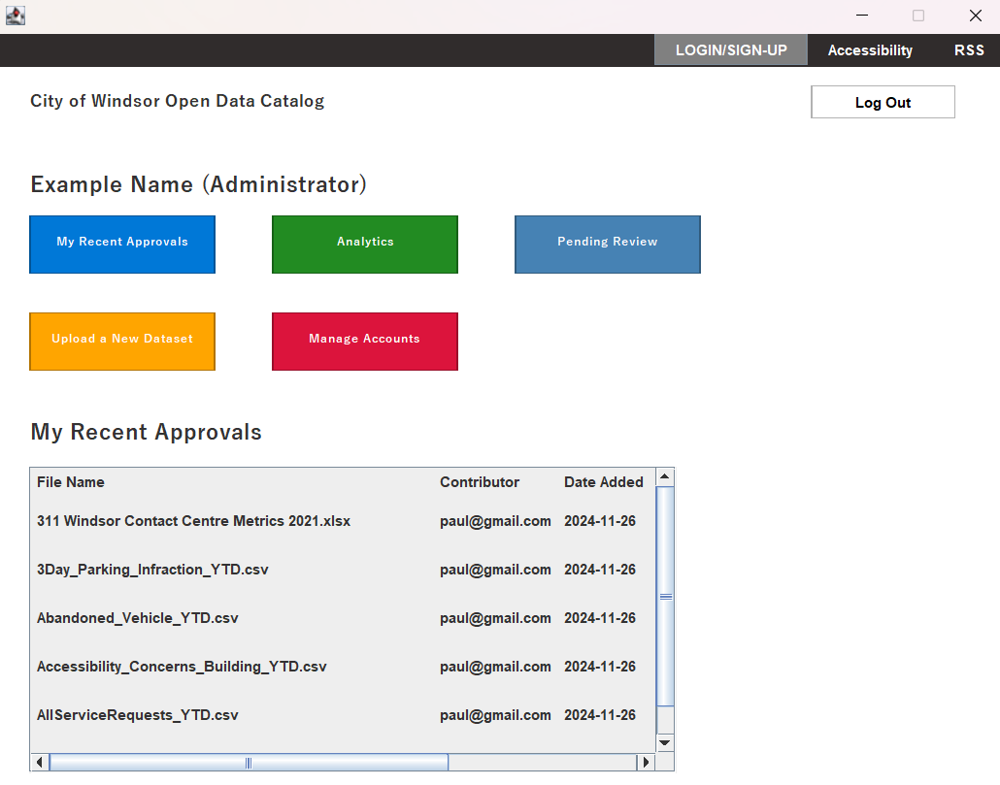 LOGIN/SIGN-UP Accessibility RSS
City of Windsor Open Data Catalog
Log Out
Example Name (Administrator)
My Recent Approvals Analytics Pending Review
Upload a New Dataset Manage Accounts
My Recent Approvals
File Name Contributor Date Added
311 Windsor Contact Centre Metrics 2021.xlsx paul@gmail.com 2024-11-26
3Day_Parking_Infraction_YTD.csv paul@gmail.com 2024-11-26
Abandoned_Vehicle_YTD.csv paul@gmail.com 2024-11-26
Accessibility_Concerns_Building_YTD.csv paul@gmail.com 2024-11-26
AllServiceRequests_YTD.csv paul@gmail.com 2024-11-26